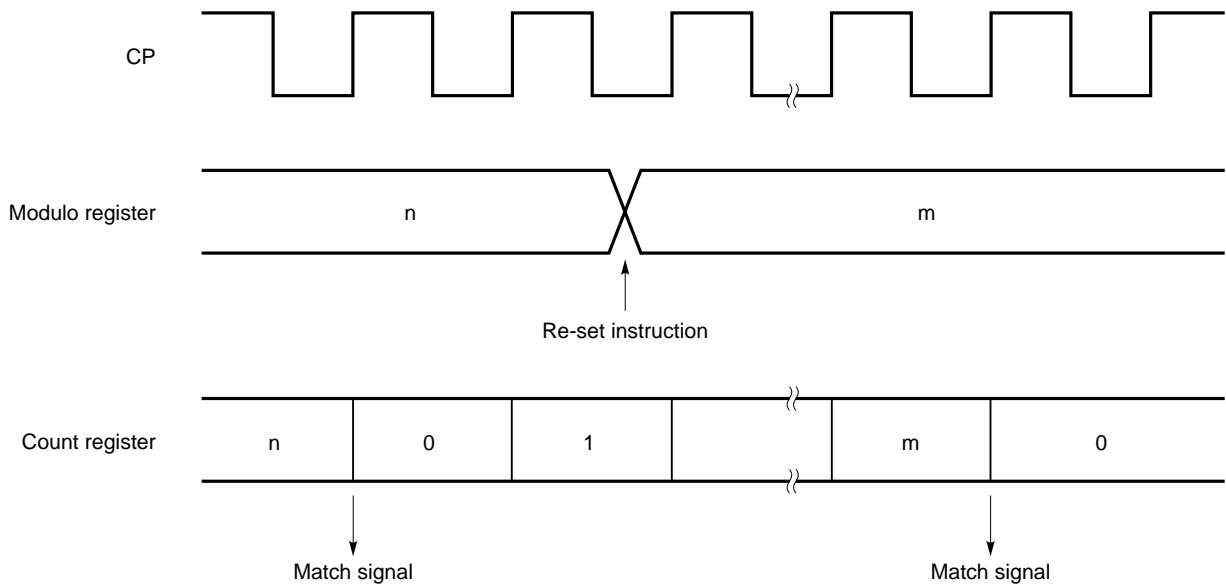 CP
Modulo register
n
m
Re-set instruction
Count register
n
0
1
m
0
Match signal
Match signal